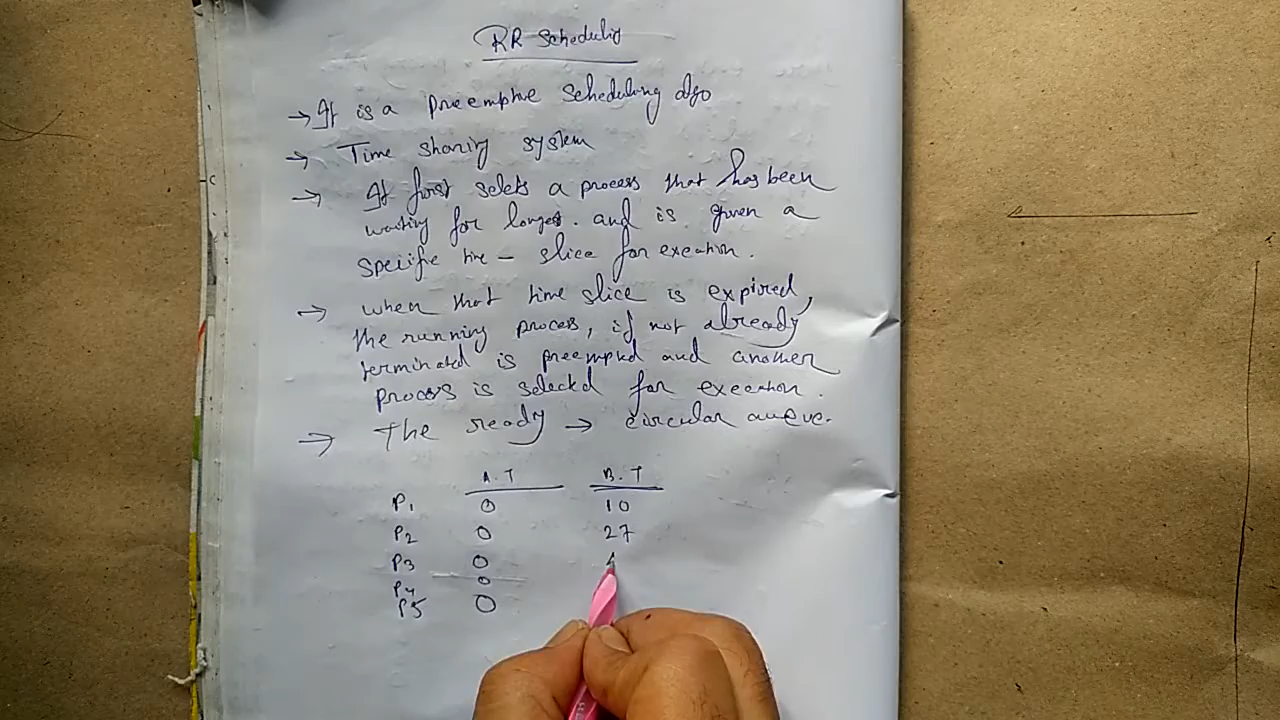 RR Scheduling
→ It is a preemptive scheduling algo
→ Time sharing system
→ It first selets a process that has been
waiting for longest. and is given a
specific time - slice for execution.
→ when that time slice is expired,
the running process, if not already
terminated is preempted and another
process is selected for execution.
→ The ready → circular queue.
A.T B.T
P1 0 10
P2 0 27
P3 0
P4 0
P5 0